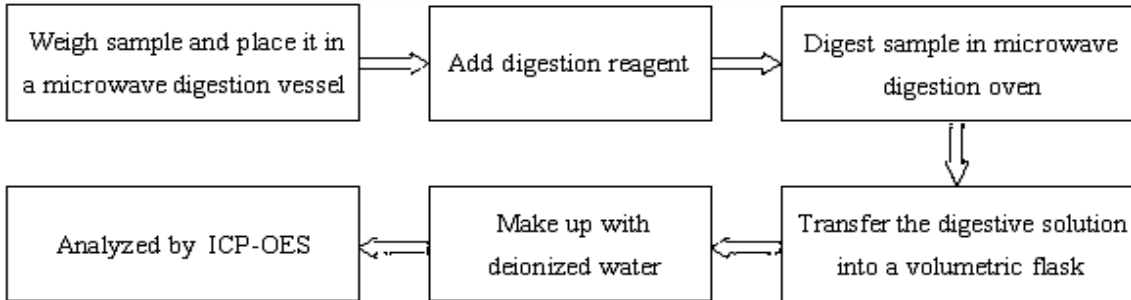 Weigh sample and place it in
a microwave digestion vessel
Add digestion reagent
Digest sample in microwave
digestion oven
Transfer the digestive solution
into a volumetric flask
Make up with
deionized water
Analyzed by ICP-OES